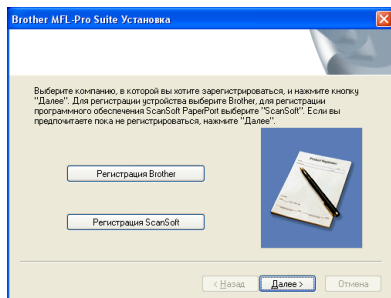 Brother MFL-Pro Suite Установка
Выберите компанию, в которой вы хотите зарегистрироваться, и нажмите кнопку
"Далее". Для регистрации устройства выберите Brother, для регистрации
программного обеспечения ScanSoft PaperPort выберите "ScanSoft". Если вы
предпочитаете пока не регистрироваться, нажмите "Далее".
Product Registration
Регистрация Brother
Регистрация ScanSoft
< Назад
Далее >
Отмена